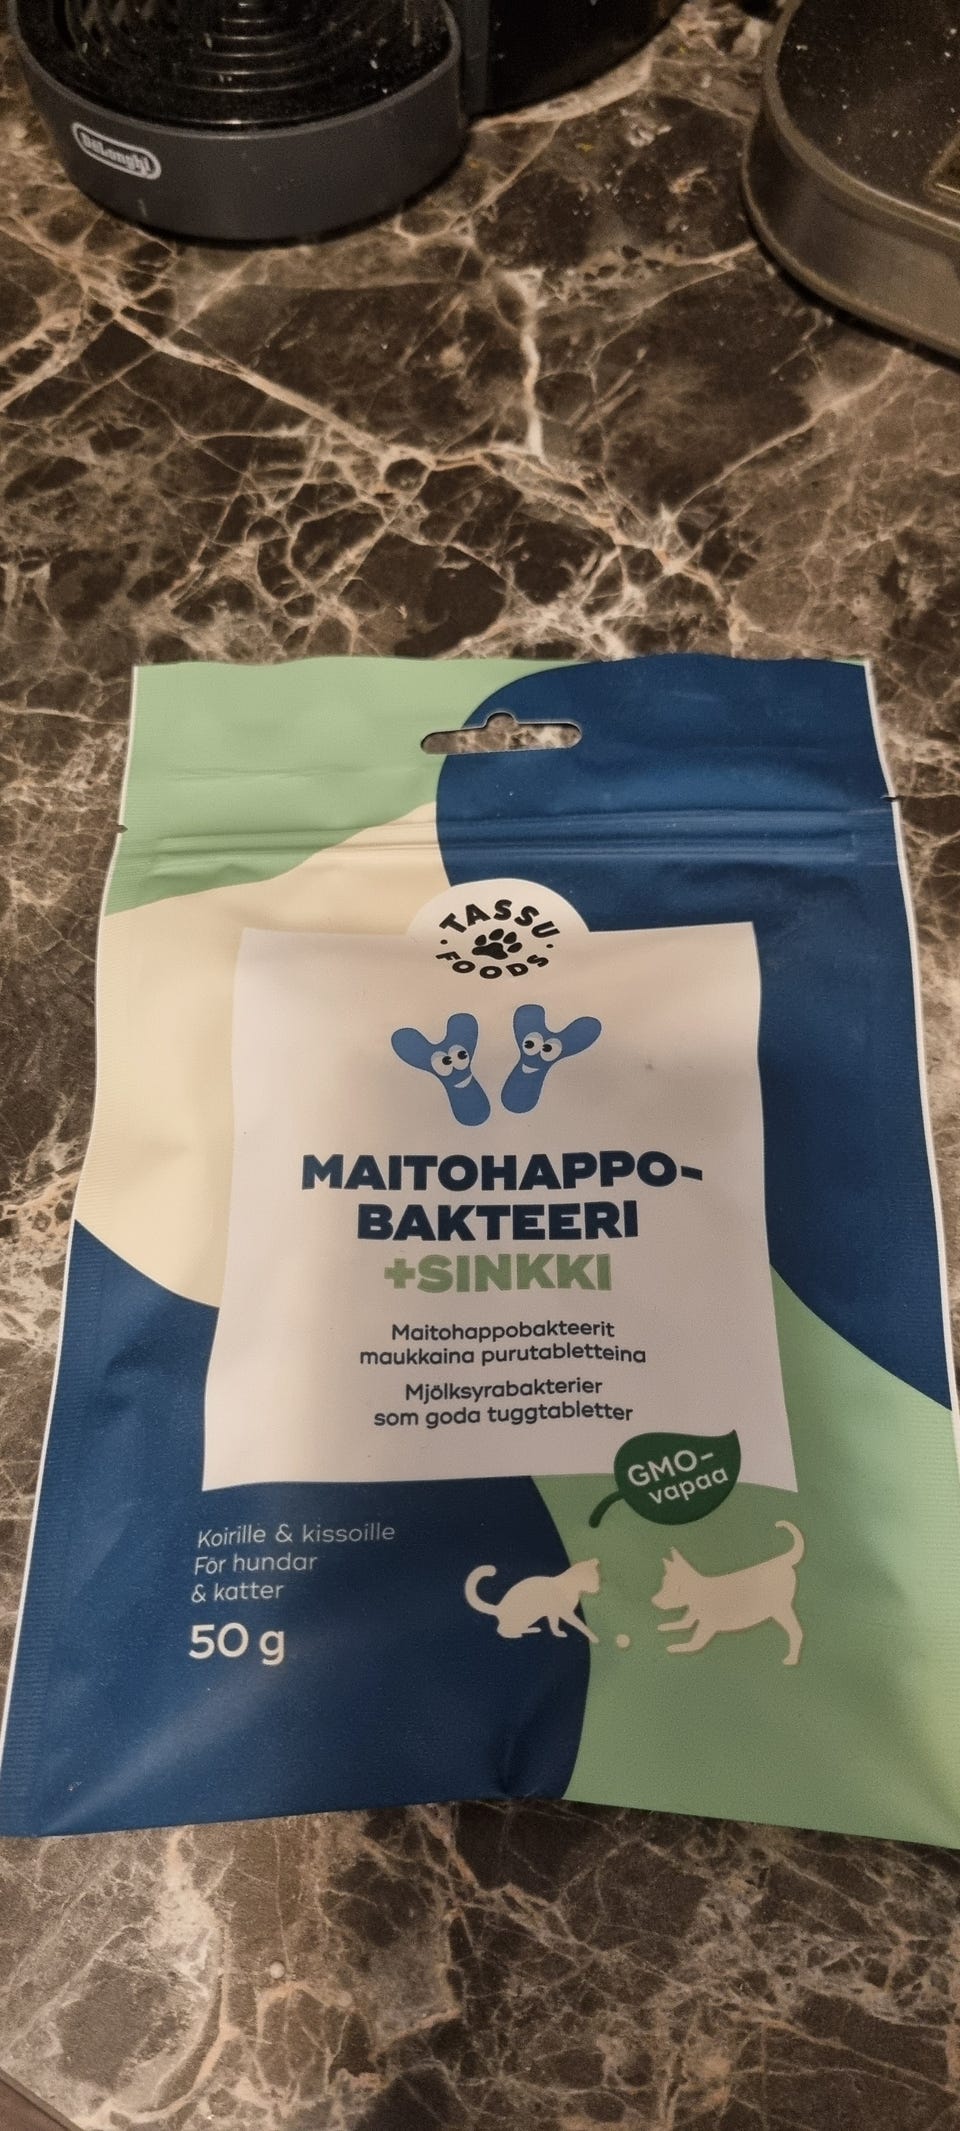 DeLonghi
TASSU
FOODS
MAITOHAPPO-
BAKTEERI
+SINKKI
Maitohappobakteerit
maukkaina purutabletteina
Mjölksyrabakterier
som goda tuggtabletter
GMO-
vapaa
Koirille & kissoille
För hundar
& katter
50 g